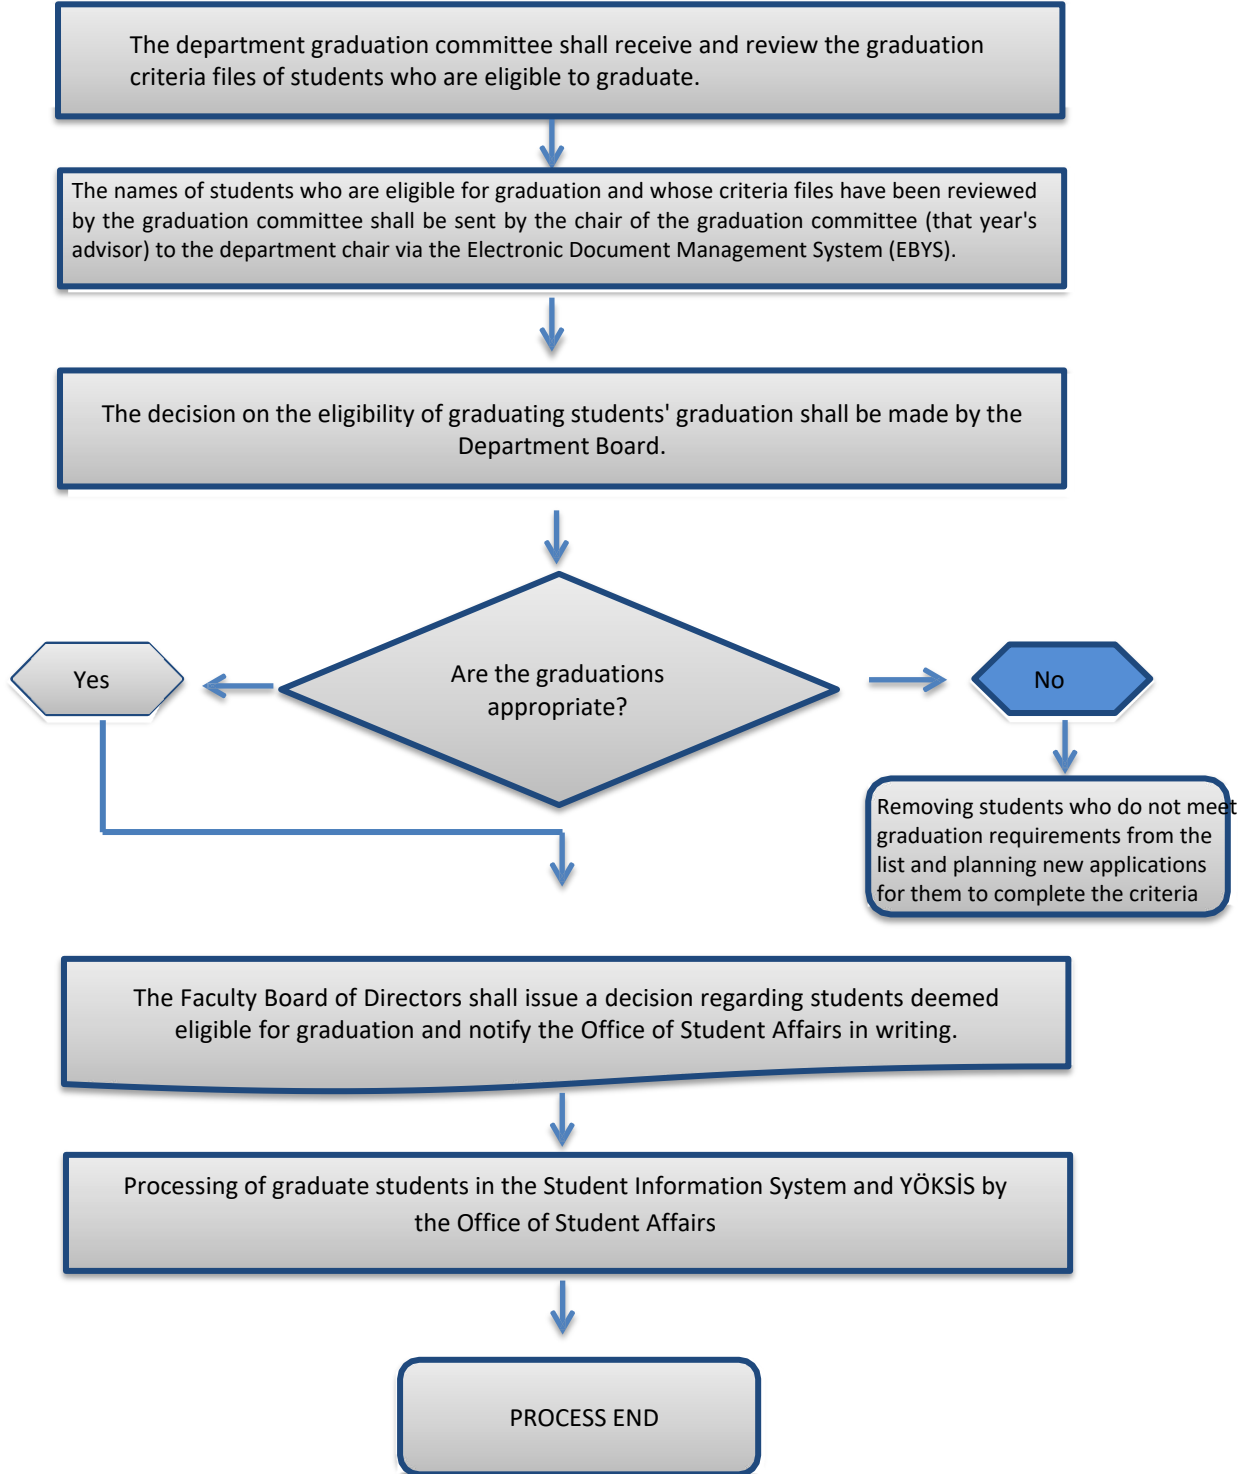 The department graduation committee shall receive and review the graduation
criteria files of students who are eligible to graduate.
The names of students who are eligible for graduation and whose criteria files have been reviewed
by the graduation committee shall be sent by the chair of the graduation committee (that year's
advisor) to the department chair via the Electronic Document Management System (EBYS).
The decision on the eligibility of graduating students' graduation shall be made by the
Department Board.
Are the graduations
appropriate?
Yes
No
Removing students who do not meet
graduation requirements from the
list and planning new applications
for them to complete the criteria
The Faculty Board of Directors shall issue a decision regarding students deemed
eligible for graduation and notify the Office of Student Affairs in writing.
Processing of graduate students in the Student Information System and YÖKSİS by
the Office of Student Affairs
PROCESS END